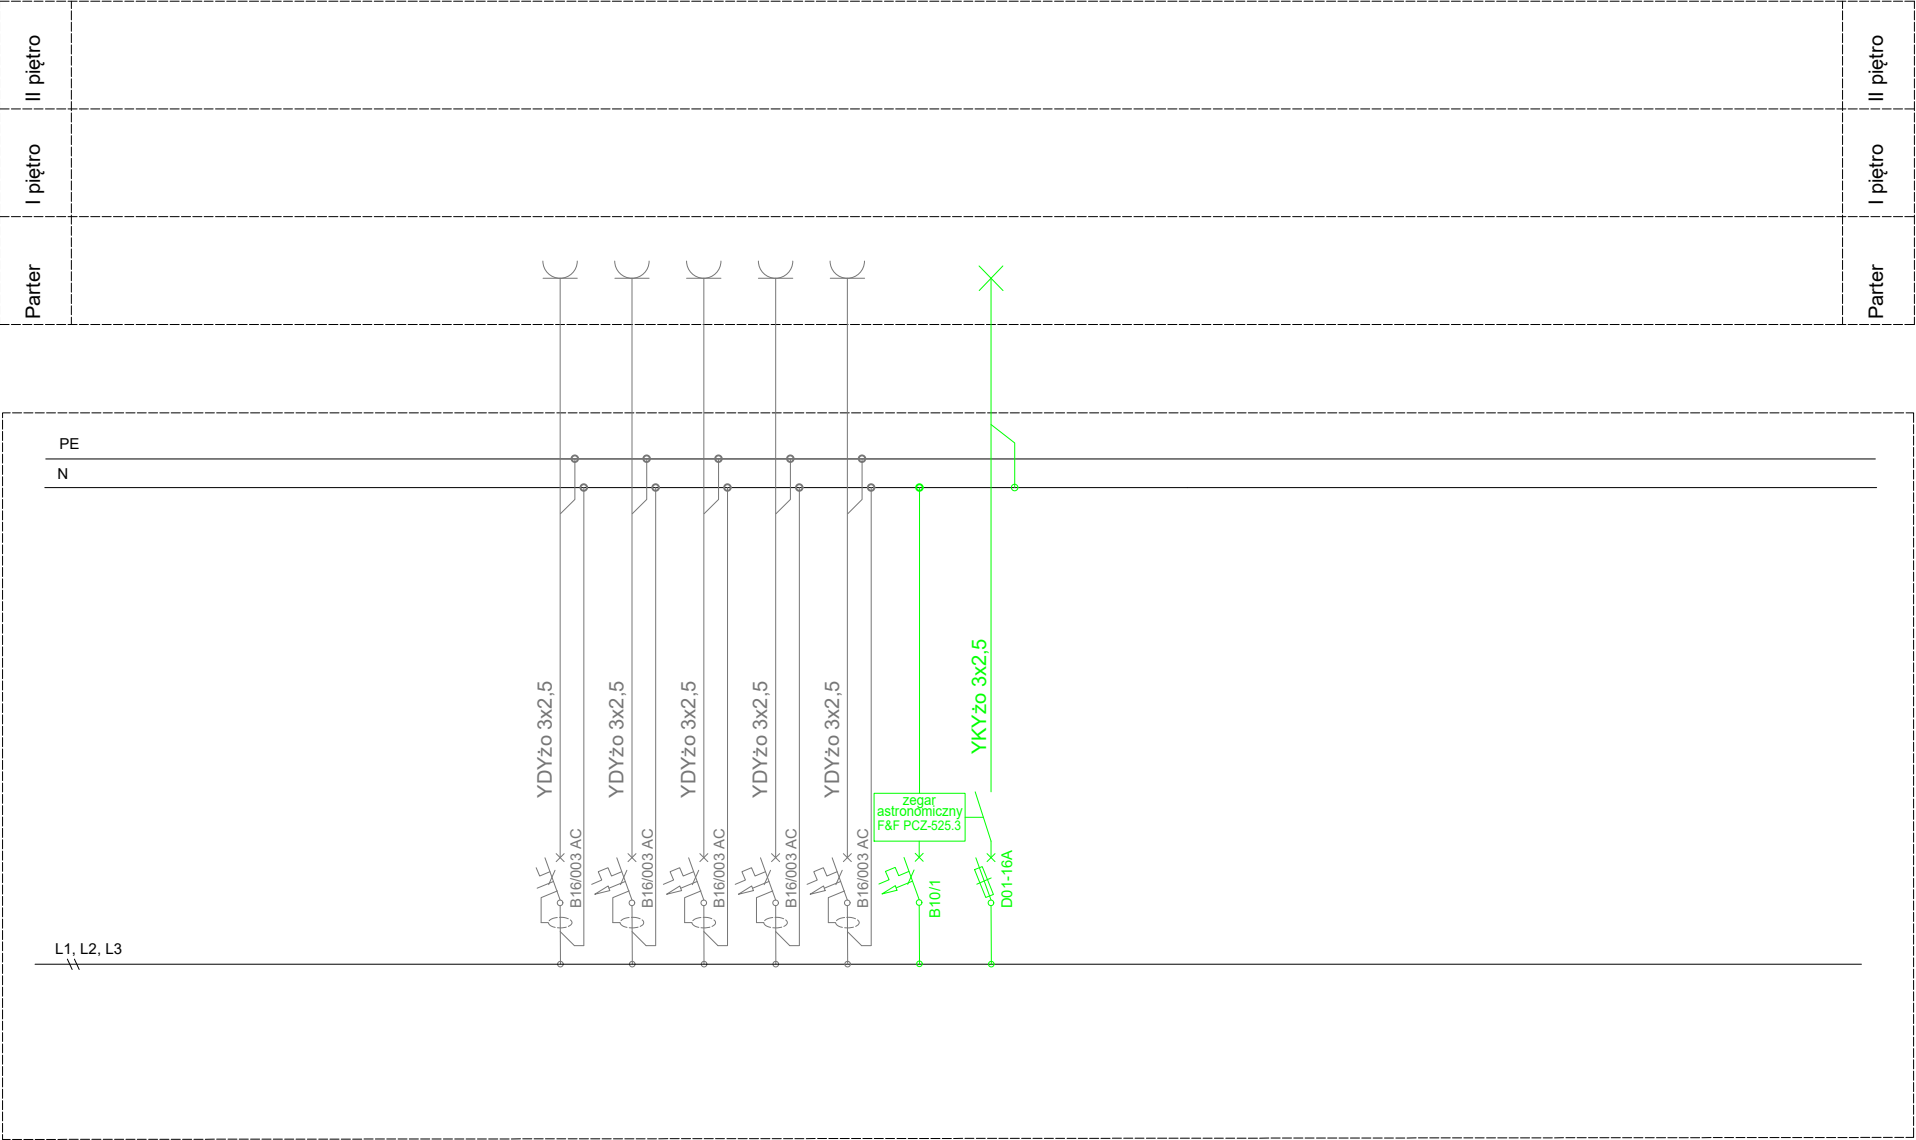 II piętro
II piętro
I piętro
I piętro
Parter
Parter
PE
N
YDYżo 3x2,5
YDYżo 3x2,5
YDYżo 3x2,5
YDYżo 3x2,5
YDYżo 3x2,5
YKYżo 3x2,5
zegar
astronomiczny
F&F PCZ-525.3
B16/003 AC
B16/003 AC
B16/003 AC
B16/003 AC
B16/003 AC
B10/1
D01-16A
L1, L2, L3